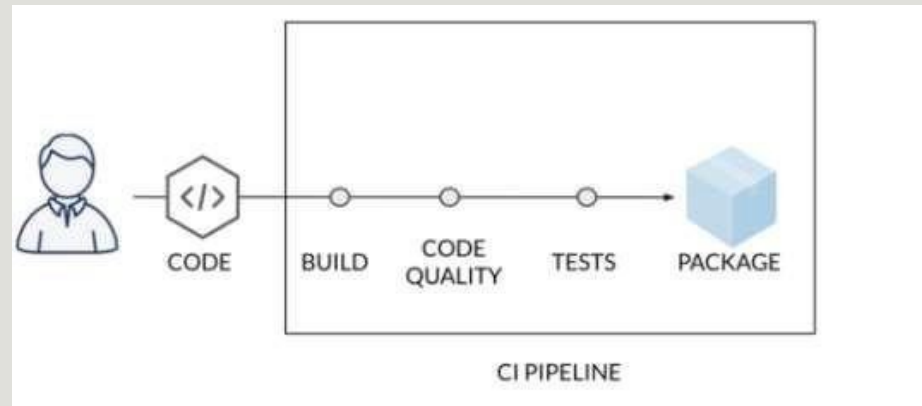 </>
CODE
BUILD
CODE
QUALITY
TESTS
PACKAGE
CI PIPELINE